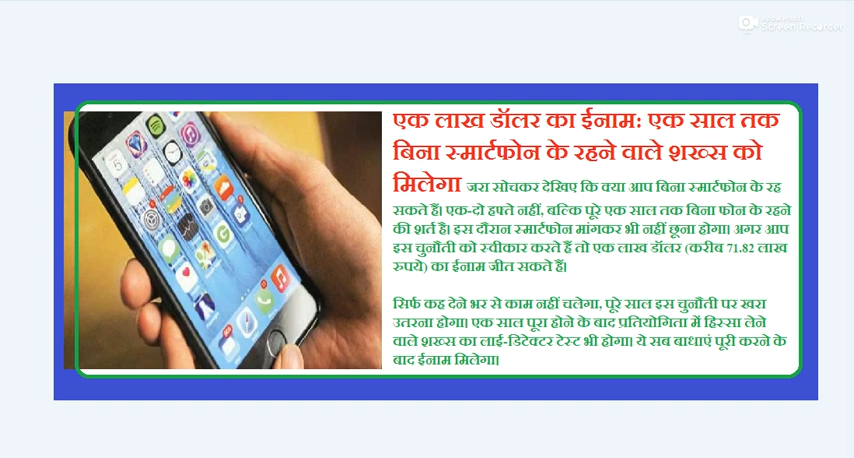 Screen Recorder
एक लाख डॉलर का ईनाम: एक साल तक
बिना स्मार्टफोन के रहने वाले शख्स को
मिलेगा जरा सोचकर देखिए कि क्या आप बिना स्मार्टफोन के रह
सकते हैं। एक-दो हफ्ते नहीं, बल्कि पूरे एक साल तक बिना फोन के रहने
की शर्त है। इस दौरान स्मार्टफोन मांगकर भी नहीं छूना होगा। अगर आप
इस चुनौती को स्वीकार करते हैं तो एक लाख डॉलर (करीब 71.82 लाख
रुपये) का ईनाम जीत सकते हैं।
सिर्फ कह देने भर से काम नहीं चलेगा, पूरे साल इस चुनौती पर खरा
उतरना होगा। एक साल पूरा होने के बाद प्रतियोगिता में हिस्सा लेने
वाले शख्स का लाई-डिटेक्टर टेस्ट भी होगा। ये सब बाधाएं पूरी करने के
बाद ईनाम मिलेगा।